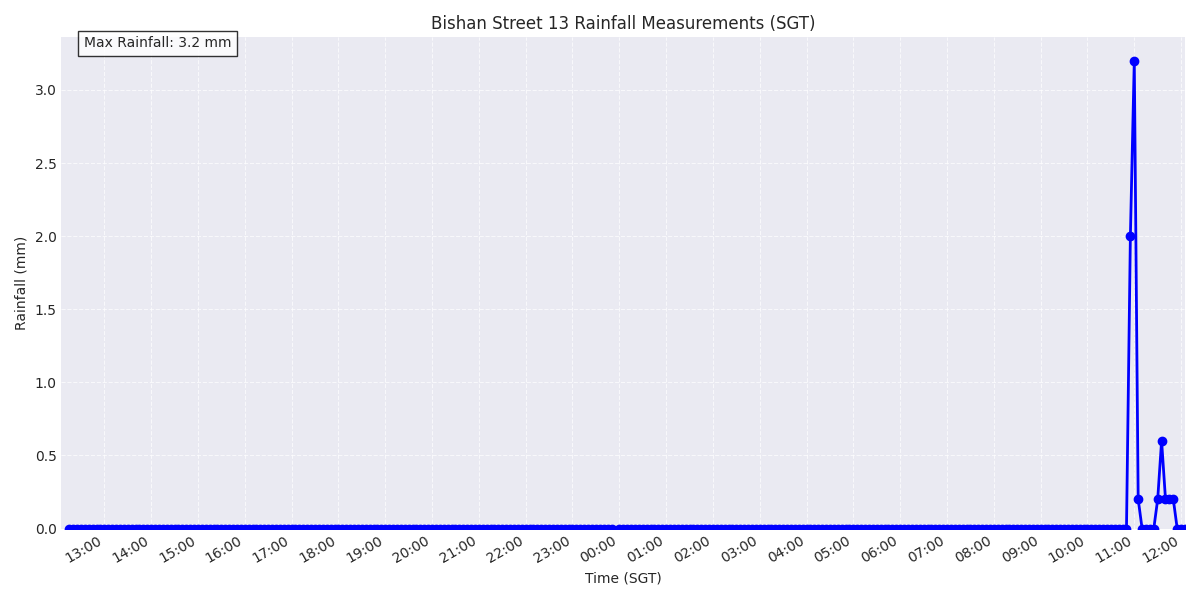 Bishan Street 13 Rainfall Measurements (SGT)
Max Rainfall: 3.2 mm
Rainfall (mm)
3.0
2.5
2.0
1.5
1.0
0.5
0.0
13:00 14:00 15:00 16:00 17:00 18:00 19:00 20:00 21:00 22:00 23:00 00:00 01:00 02:00 03:00 04:00 05:00 06:00 07:00 08:00 09:00 10:00 11:00 12:00
Time (SGT)